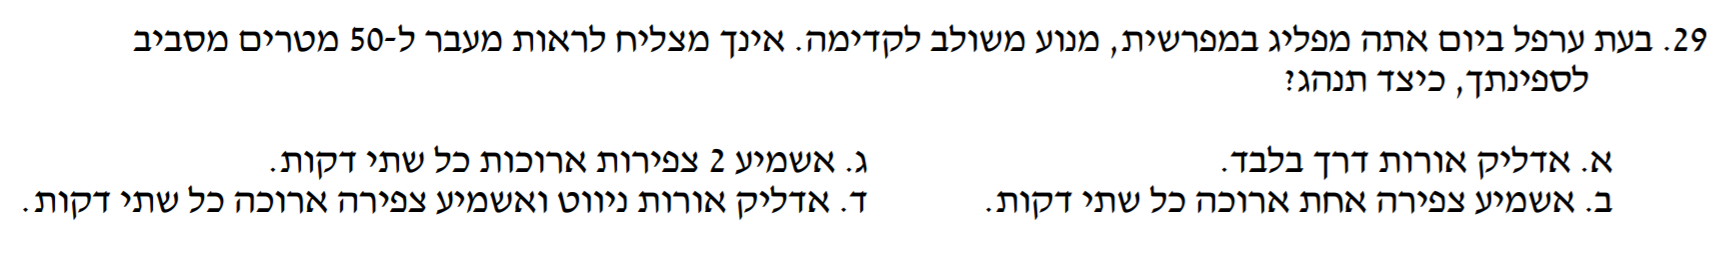 29. בעת ערפל ביום אתה מפליג במפרשית, מנוע משולב לקדימה. אינך מצליח לראות מעבר ל-50 מטרים מסביב
לספינתך, כיצד תנהג?
א. אדליק אורות דרך בלבד.
ב. אשמיע צפירה אחת ארוכה כל שתי דקות.
ג. אשמיע 2 צפירות ארוכות כל שתי דקות.
ד. אדליק אורות ניווט ואשמיע צפירה ארוכה כל שתי דקות.